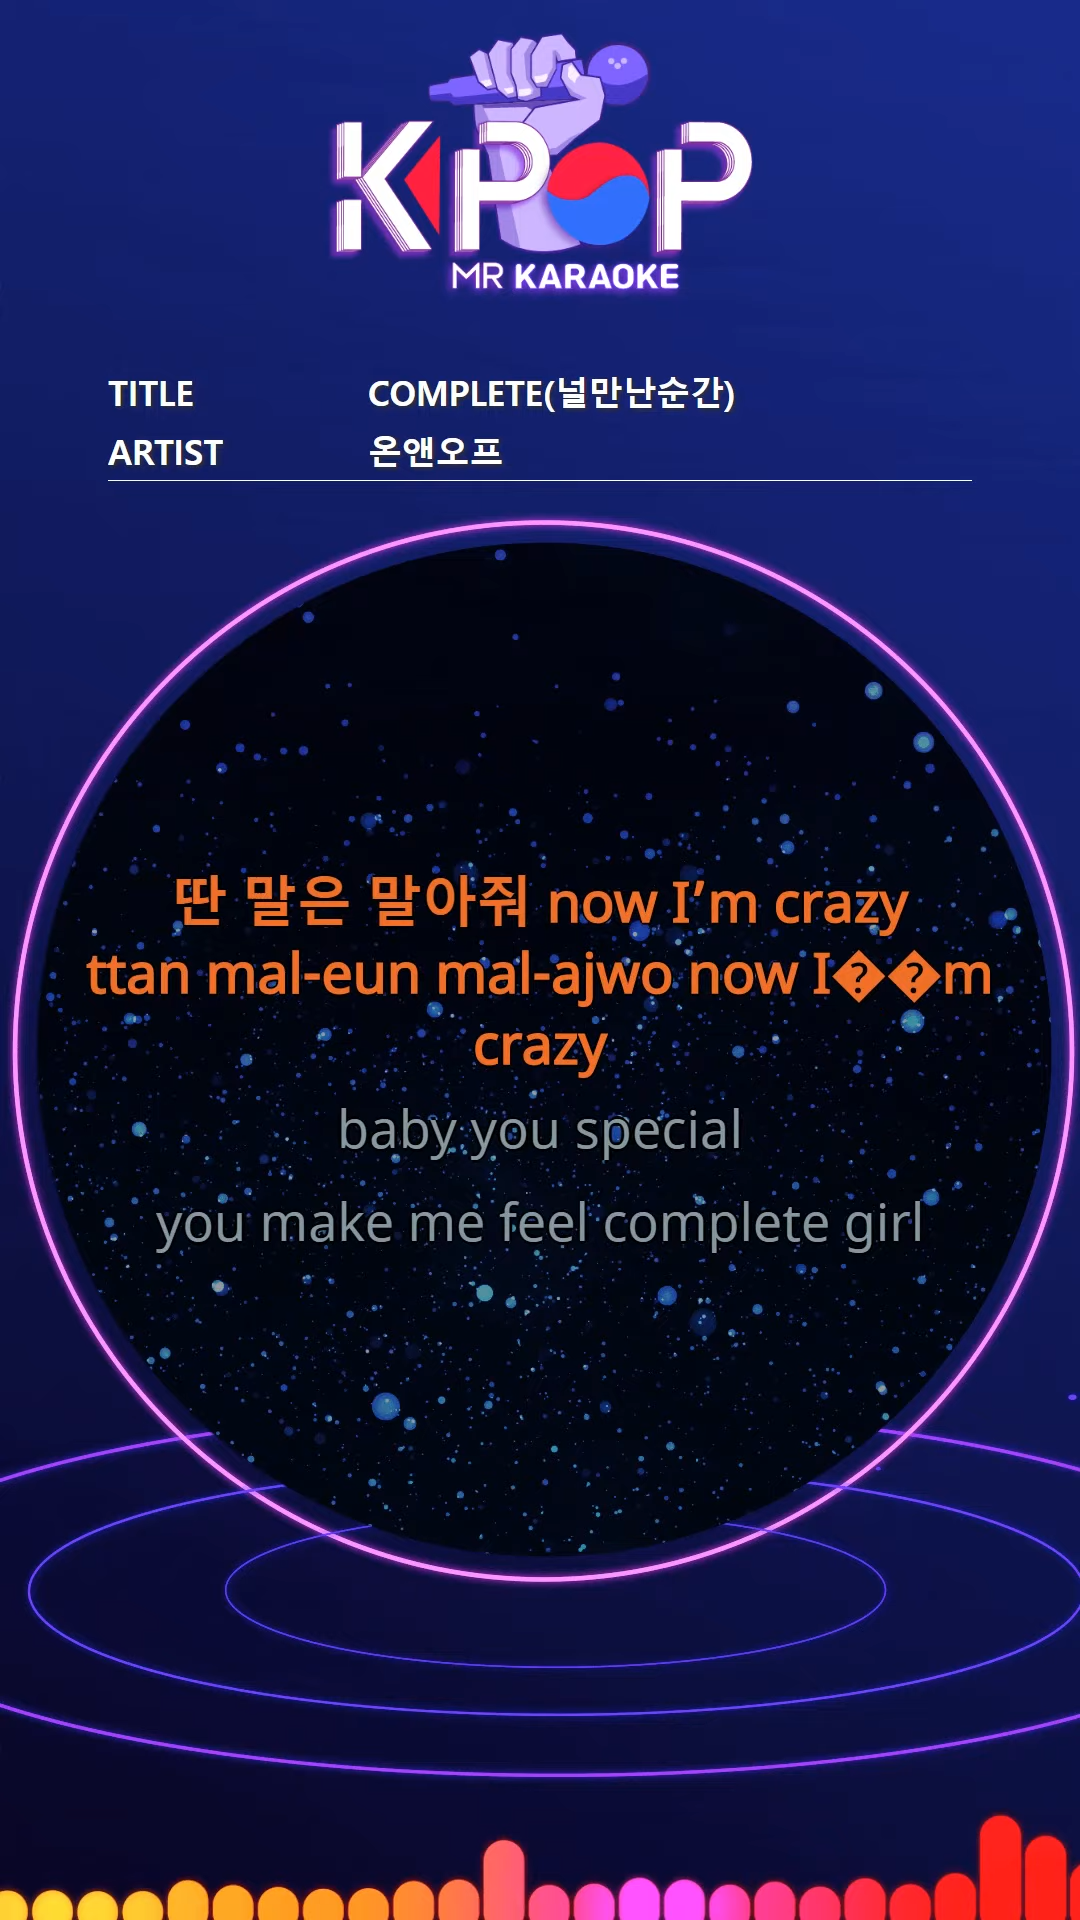 KPOP
MR KARAOKE
TITLE COMPLETE(널만난순간)
ARTIST 온앤오프
딴 말은 말아줘 now I’m crazy
ttan mal-eun mal-ajwo now I��m
crazy
baby you special
you make me feel complete girl